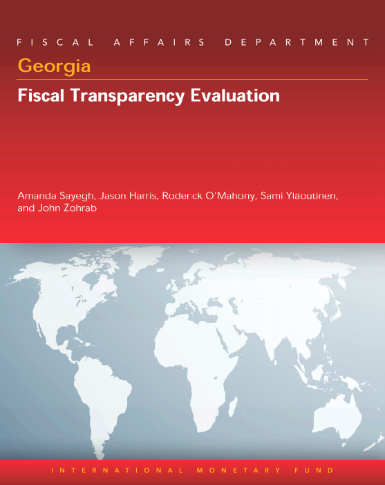 FISCAL AFFAIRS DEPARTMENT
Georgia
Fiscal Transparency Evaluation
Amanda Sayegh, Jason Harris, Roderick O'Mahony, Sami Yläoutinen,
and John Zohrab
INTERNATIONAL MONETARY FUND